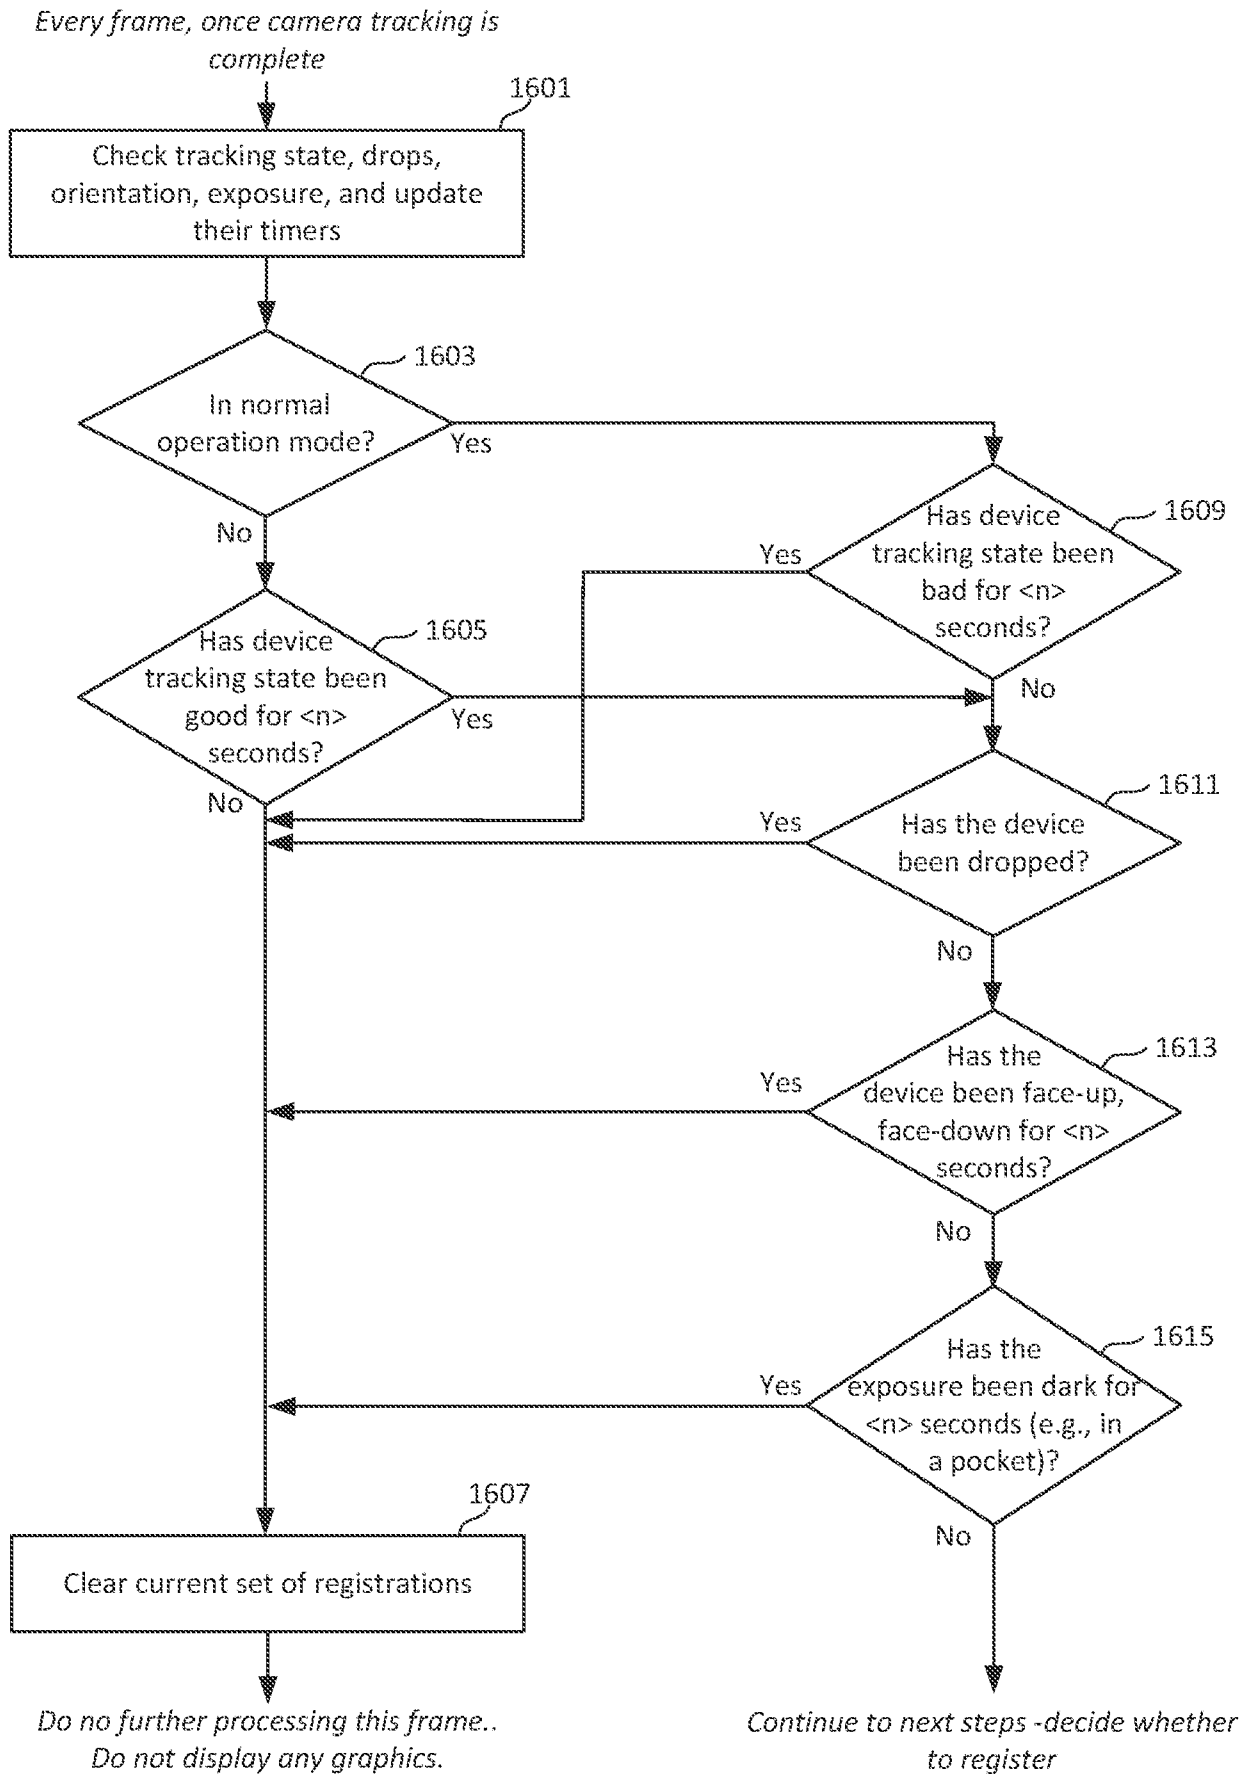 Every frame, once camera tracking is
complete
1601
Check tracking state, drops,
orientation, exposure, and update
their timers
1603
In normal
operation mode?
Yes
No
1609
Has device
tracking state been
bad for <n>
seconds?
Yes
No
1605
Has device
tracking state been
good for <n>
seconds?
Yes
No
1611
Has the device
been dropped?
Yes
No
1613
Has the
device been face-up,
face-down for <n>
seconds?
Yes
No
1615
Has the
exposure been dark for
<n> seconds (e.g., in
a pocket)?
Yes
No
1607
Clear current set of registrations
Do no further processing this frame..
Do not display any graphics.
Continue to next steps -decide whether
to register